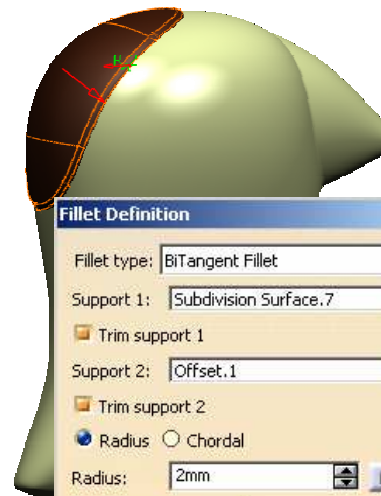 Fillet Definition
Fillet type: BiTangent Fillet
Support 1: Subdivision Surface.7
Trim support 1
Support 2: Offset.1
Trim support 2
Radius Chordal
Radius: 2mm